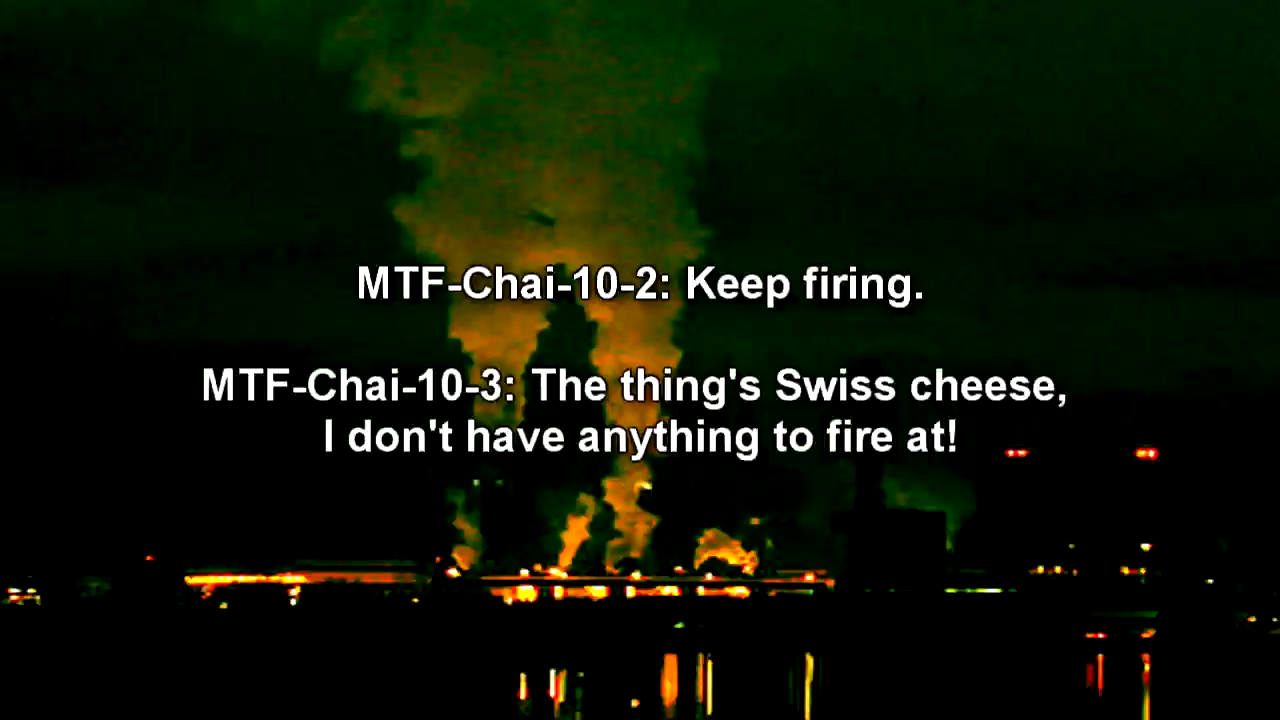 MTF-Chai-10-2: Keep firing.
MTF-Chai-10-3: The thing's Swiss cheese,
I don't have anything to fire at!